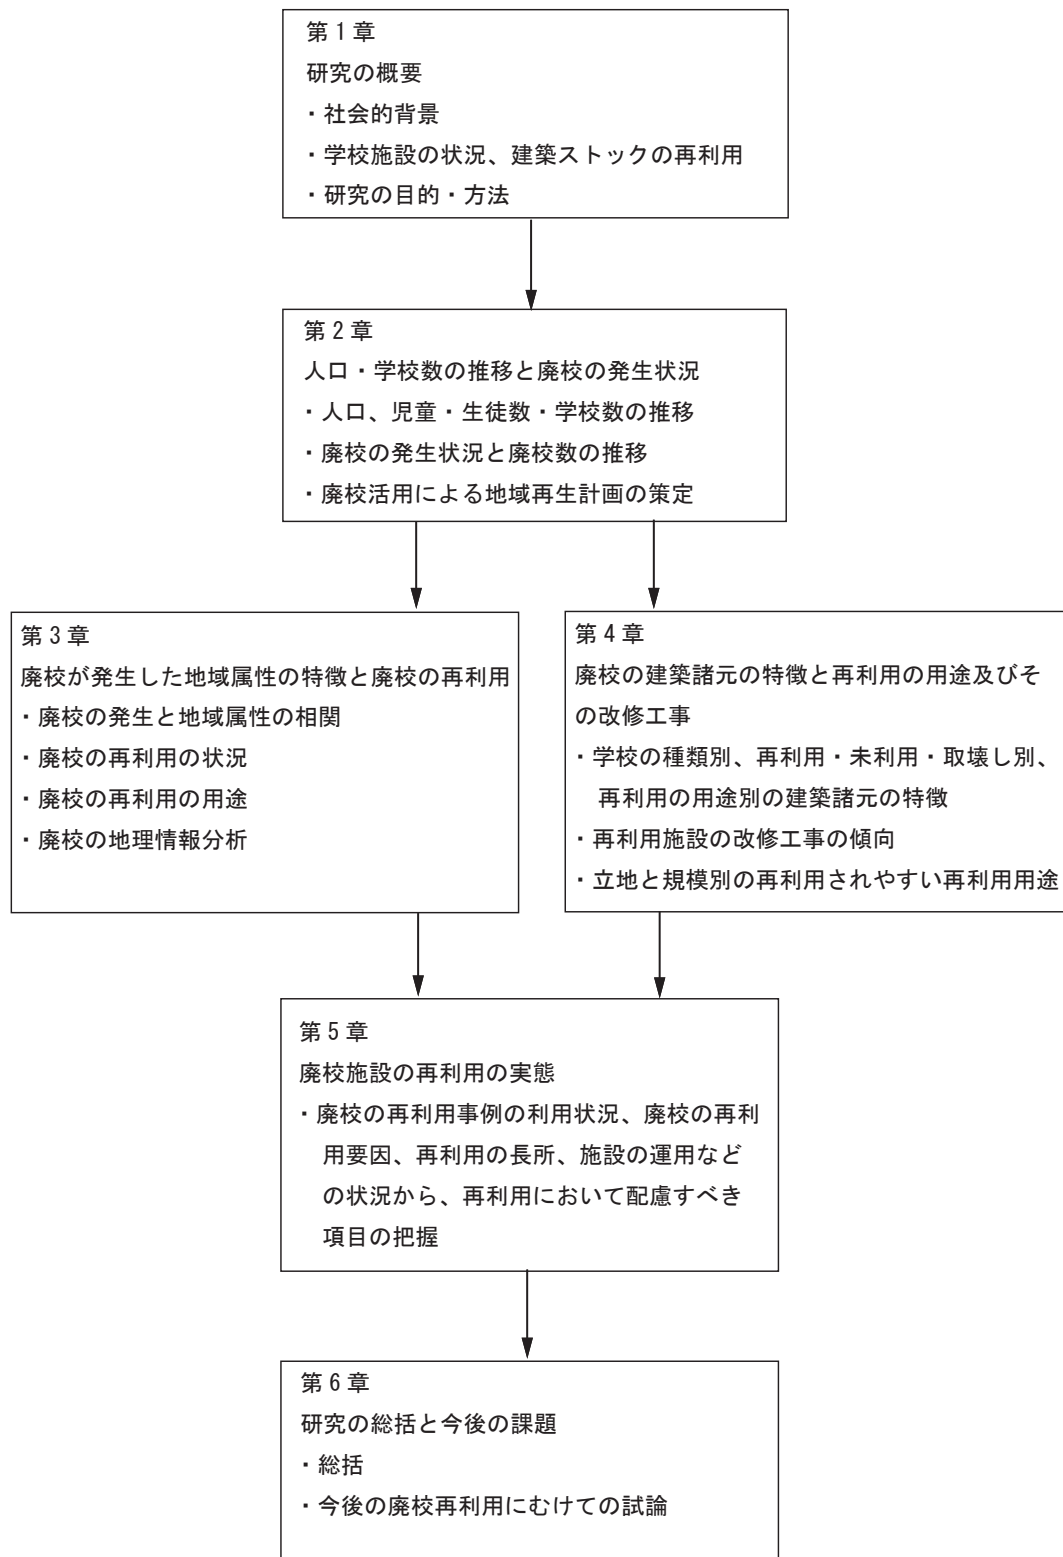 第１章
研究の概要
・社会的背景
・学校施設の状況、建築ストックの再利用
・研究の目的・方法
第２章
人口・学校数の推移と廃校の発生状況
・人口、児童・生徒数・学校数の推移
・廃校の発生状況と廃校数の推移
・廃校活用による地域再生計画の策定
第３章
廃校が発生した地域属性の特徴と廃校の再利用
・廃校の発生と地域属性の相関
・廃校の再利用の状況
・廃校の再利用の用途
・廃校の地理情報分析
第４章
廃校の建築諸元の特徴と再利用の用途及びそ
の改修工事
・学校の種類別、再利用・未利用・取壊し別、
再利用の用途別の建築諸元の特徴
・再利用施設の改修工事の傾向
・立地と規模別の再利用されやすい再利用用途
第５章
廃校施設の再利用の実態
・廃校の再利用事例の利用状況、廃校の再利
用要因、再利用の長所、施設の運用など
の状況から、再利用において配慮すべき
項目の把握
第６章
研究の総括と今後の課題
・総括
・今後の廃校再利用にむけての試論